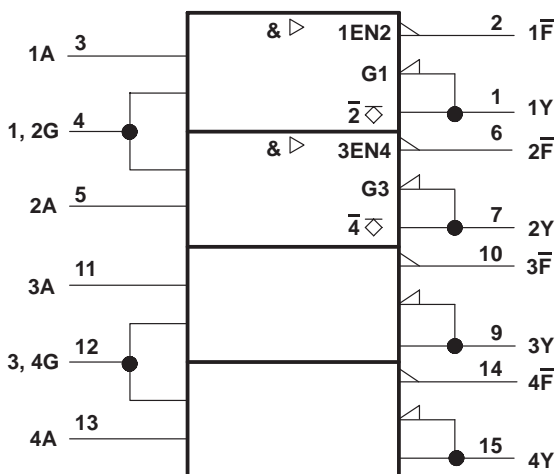 & ▷ 1EN2 2 1F̅
1A 3
G1
1 1Y
1, 2G 4
2̅ ◇̅
6 2F̅
& ▷ 3EN4
2A 5
G3
7 2Y
4̅ ◇̅
10 3F̅
3A 11
9 3Y
3, 4G 12
14 4F̅
4A 13
15 4Y